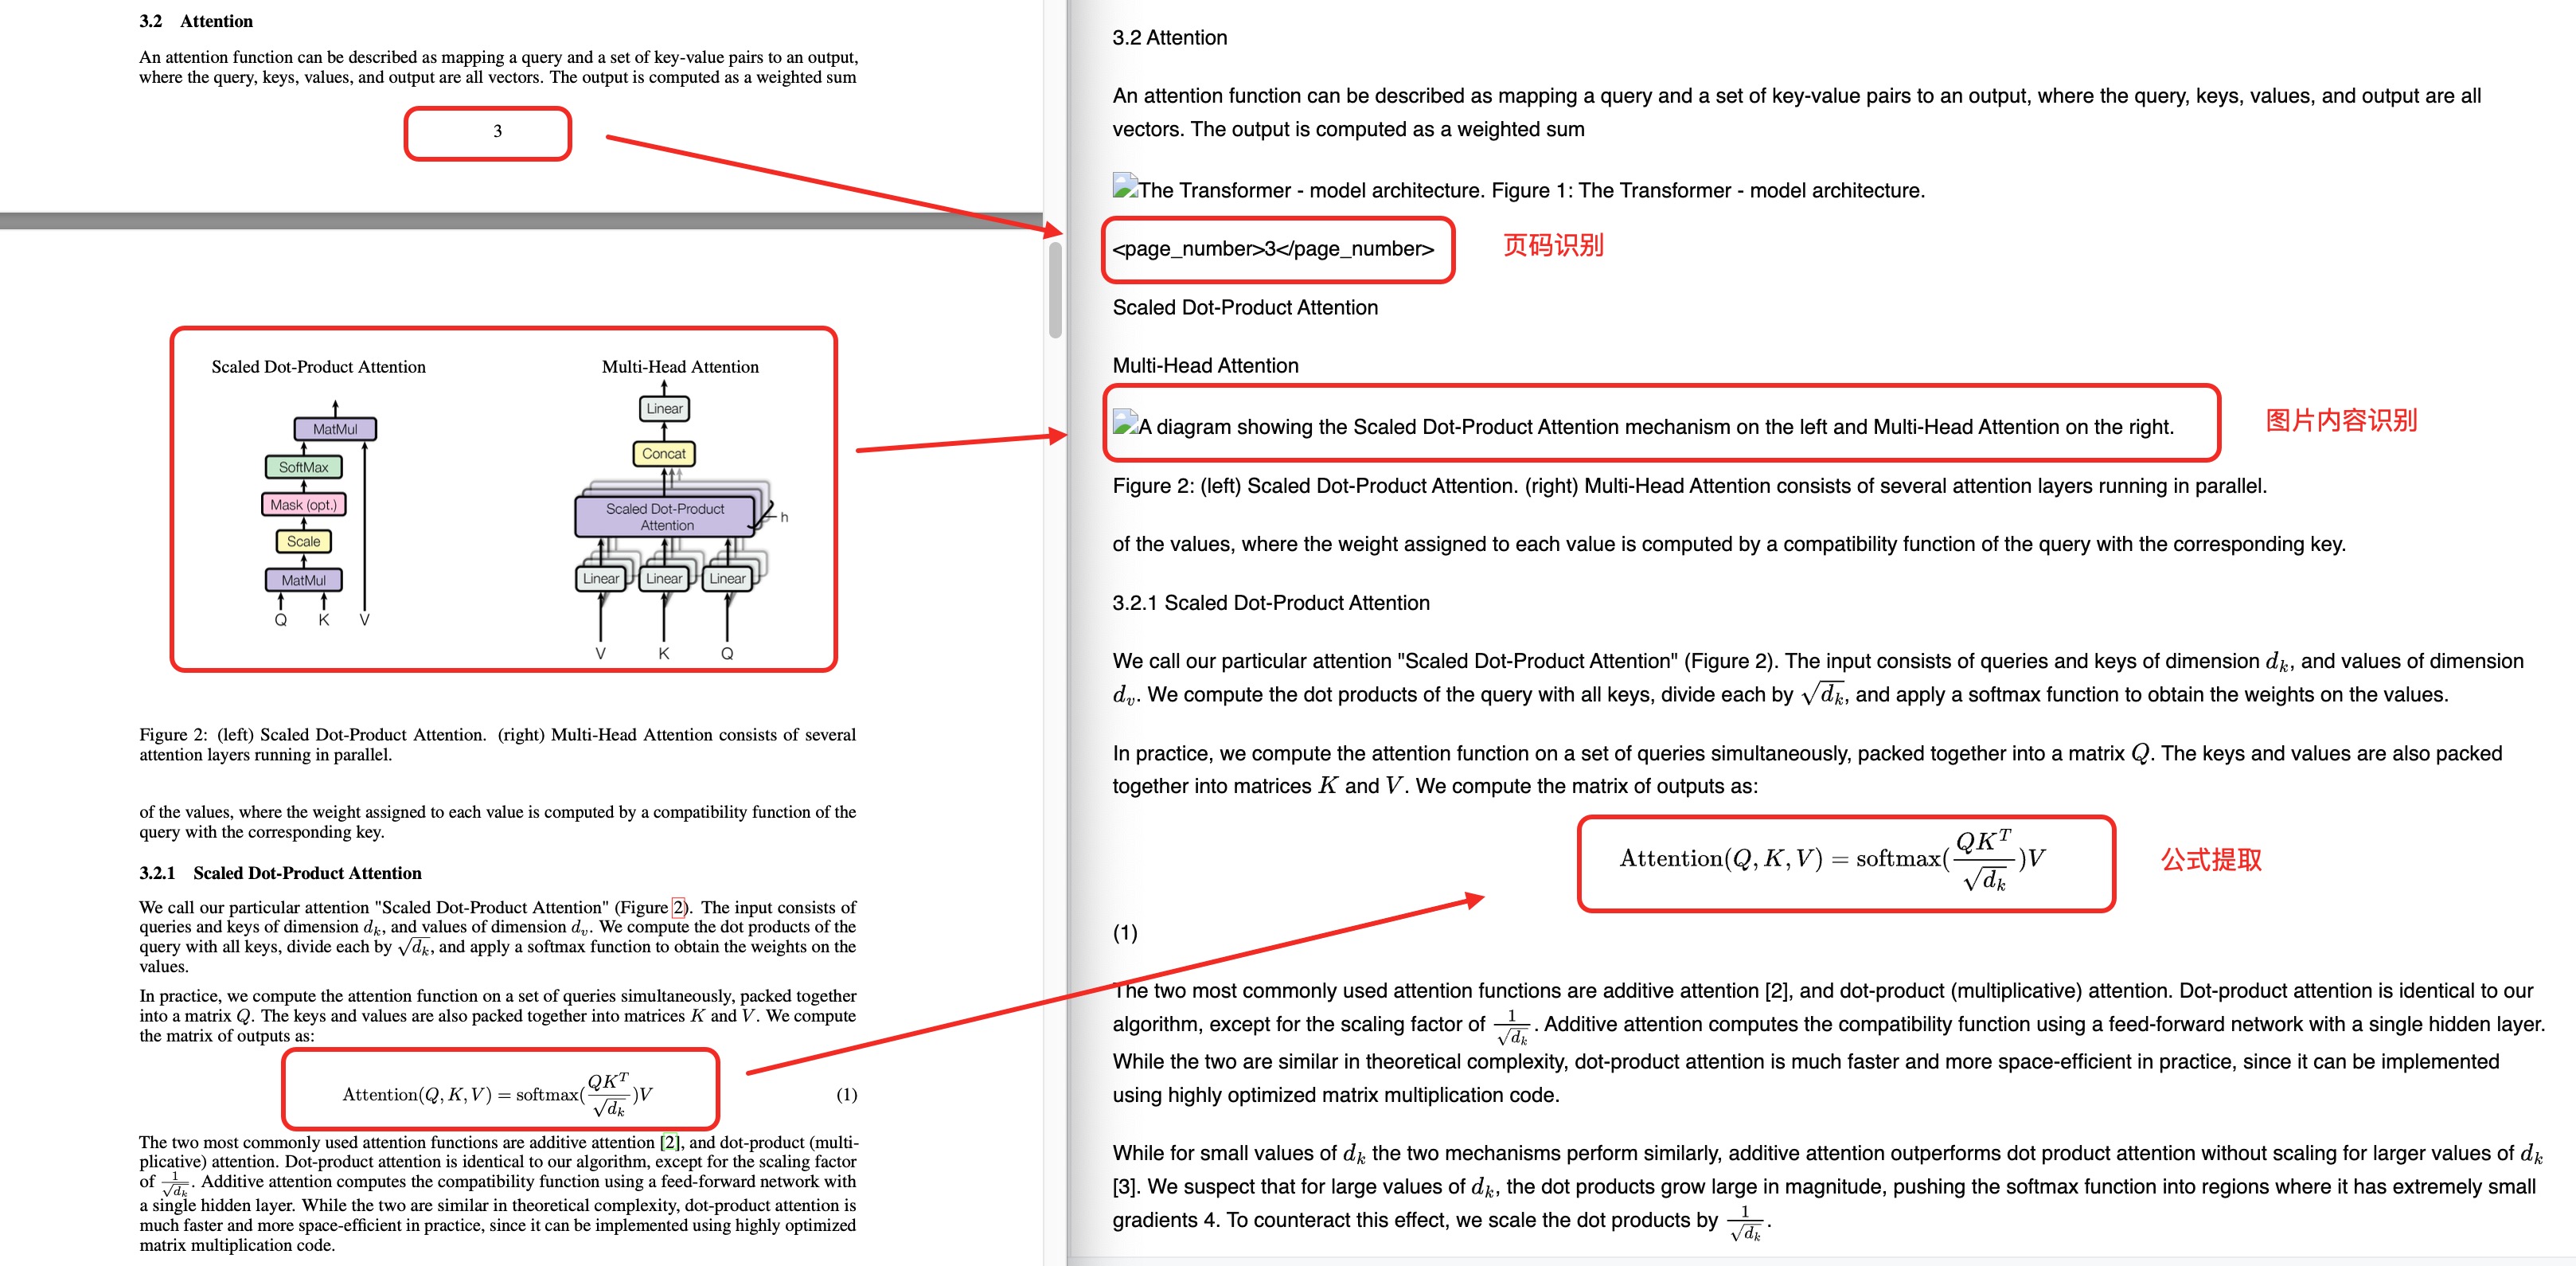 3.2 Attention
An attention function can be described as mapping a query and a set of key-value pairs to an output,
where the query, keys, values, and output are all vectors. The output is computed as a weighted sum
3
Scaled Dot-Product Attention
MatMul
SoftMax
Mask (opt.)
Scale
MatMul
Q K V
Multi-Head Attention
Linear
Concat
Scaled Dot-Product
Attention
h
Linear Linear Linear
V K Q
Figure 2: (left) Scaled Dot-Product Attention. (right) Multi-Head Attention consists of several
attention layers running in parallel.
of the values, where the weight assigned to each value is computed by a compatibility function of the
query with the corresponding key.
3.2.1 Scaled Dot-Product Attention
We call our particular attention "Scaled Dot-Product Attention" (Figure 2). The input consists of
queries and keys of dimension d_k, and values of dimension d_v. We compute the dot products of the
query with all keys, divide each by √d_k, and apply a softmax function to obtain the weights on the
values.
In practice, we compute the attention function on a set of queries simultaneously, packed together
into a matrix Q. The keys and values are also packed together into matrices K and V. We compute
the matrix of outputs as:
Attention(Q, K, V) = softmax(QK^T/√d_k)V (1)
The two most commonly used attention functions are additive attention [2], and dot-product (multi-
plicative) attention. Dot-product attention is identical to our algorithm, except for the scaling factor
of 1/√d_k. Additive attention computes the compatibility function using a feed-forward network with
a single hidden layer. While the two are similar in theoretical complexity, dot-product attention is
much faster and more space-efficient in practice, since it can be implemented using highly optimized
matrix multiplication code.
3.2 Attention
An attention function can be described as mapping a query and a set of key-value pairs to an output, where the query, keys, values, and output are all
vectors. The output is computed as a weighted sum
The Transformer - model architecture. Figure 1: The Transformer - model architecture.
<page_number>3</page_number> 页码识别
Scaled Dot-Product Attention
Multi-Head Attention
A diagram showing the Scaled Dot-Product Attention mechanism on the left and Multi-Head Attention on the right. 图片内容识别
Figure 2: (left) Scaled Dot-Product Attention. (right) Multi-Head Attention consists of several attention layers running in parallel.
of the values, where the weight assigned to each value is computed by a compatibility function of the query with the corresponding key.
3.2.1 Scaled Dot-Product Attention
We call our particular attention "Scaled Dot-Product Attention" (Figure 2). The input consists of queries and keys of dimension d_k, and values of dimension
d_v. We compute the dot products of the query with all keys, divide each by √d_k, and apply a softmax function to obtain the weights on the values.
In practice, we compute the attention function on a set of queries simultaneously, packed together into a matrix Q. The keys and values are also packed
together into matrices K and V. We compute the matrix of outputs as:
Attention(Q, K, V) = softmax(QK^T/√d_k)V 公式提取
(1)
The two most commonly used attention functions are additive attention [2], and dot-product (multiplicative) attention. Dot-product attention is identical to our
algorithm, except for the scaling factor of 1/√d_k. Additive attention computes the compatibility function using a feed-forward network with a single hidden layer.
While the two are similar in theoretical complexity, dot-product attention is much faster and more space-efficient in practice, since it can be implemented
using highly optimized matrix multiplication code.
While for small values of d_k the two mechanisms perform similarly, additive attention outperforms dot product attention without scaling for larger values of d_k
[3]. We suspect that for large values of d_k, the dot products grow large in magnitude, pushing the softmax function into regions where it has extremely small
gradients 4. To counteract this effect, we scale the dot products by 1/√d_k.